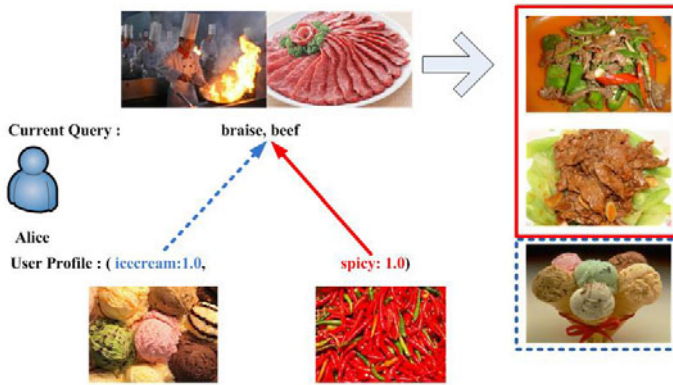 Current Query :
braise, beef
Alice
User Profile : ( icecream:1.0, spicy: 1.0)